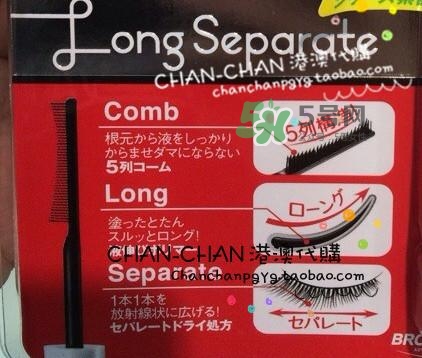 Long Separate
CHAN-CHAN 港澳代購
chanchanpgyg.taobao.com
Comb
根元から液をしっかり
からませダマにならない
5列コーム
5号网
Long
ローング
塗ったとたん
スルッとロング!
CHAN-CHAN 港澳代購
Chanchanpgyg.taobao.com
Separate
1本1本を
放射線状に広げる!
セパレートドライ処方
セパレート
BRO